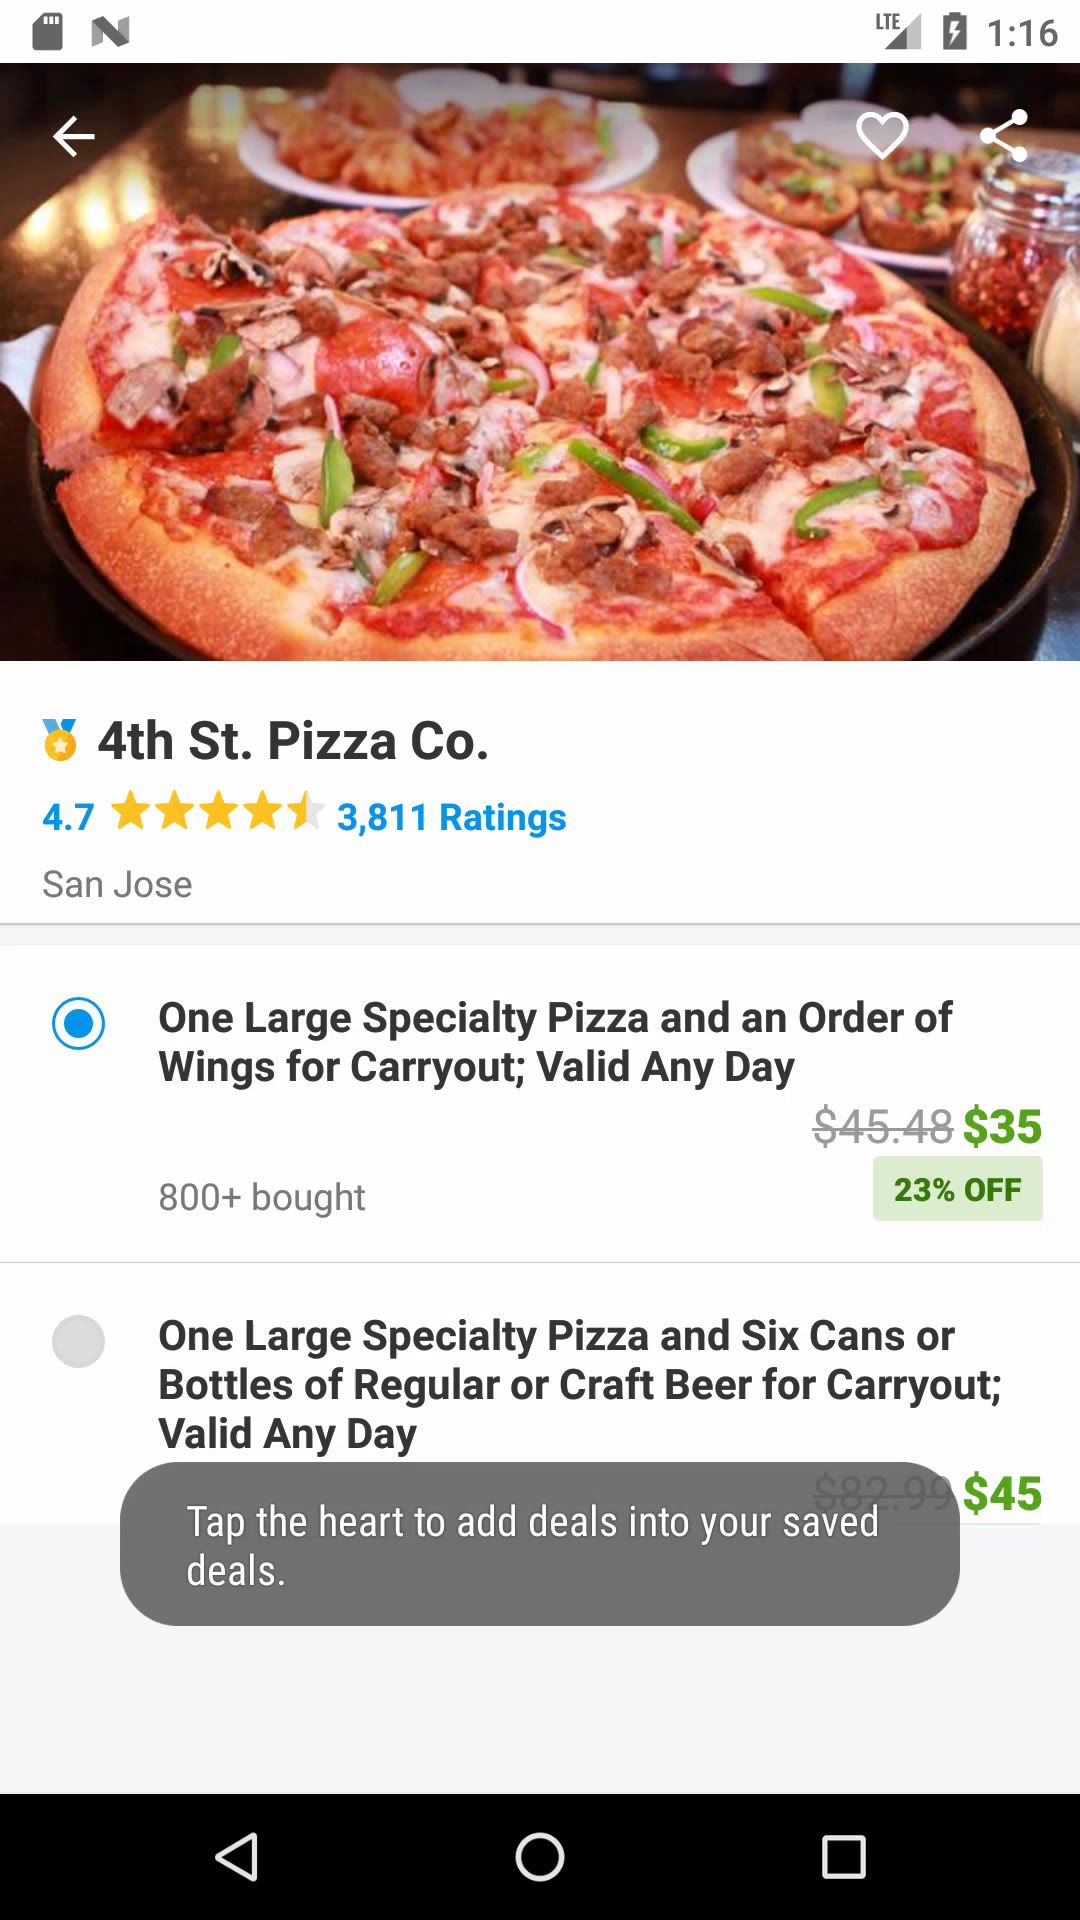 LTE 1:16
4th St. Pizza Co.
4.7 3,811 Ratings
San Jose
One Large Specialty Pizza and an Order of
Wings for Carryout; Valid Any Day
$45.48 $35
800+ bought
23% OFF
One Large Specialty Pizza and Six Cans or
Bottles of Regular or Craft Beer for Carryout;
Valid Any Day
$82.99 $45
Tap the heart to add deals into your saved
deals.